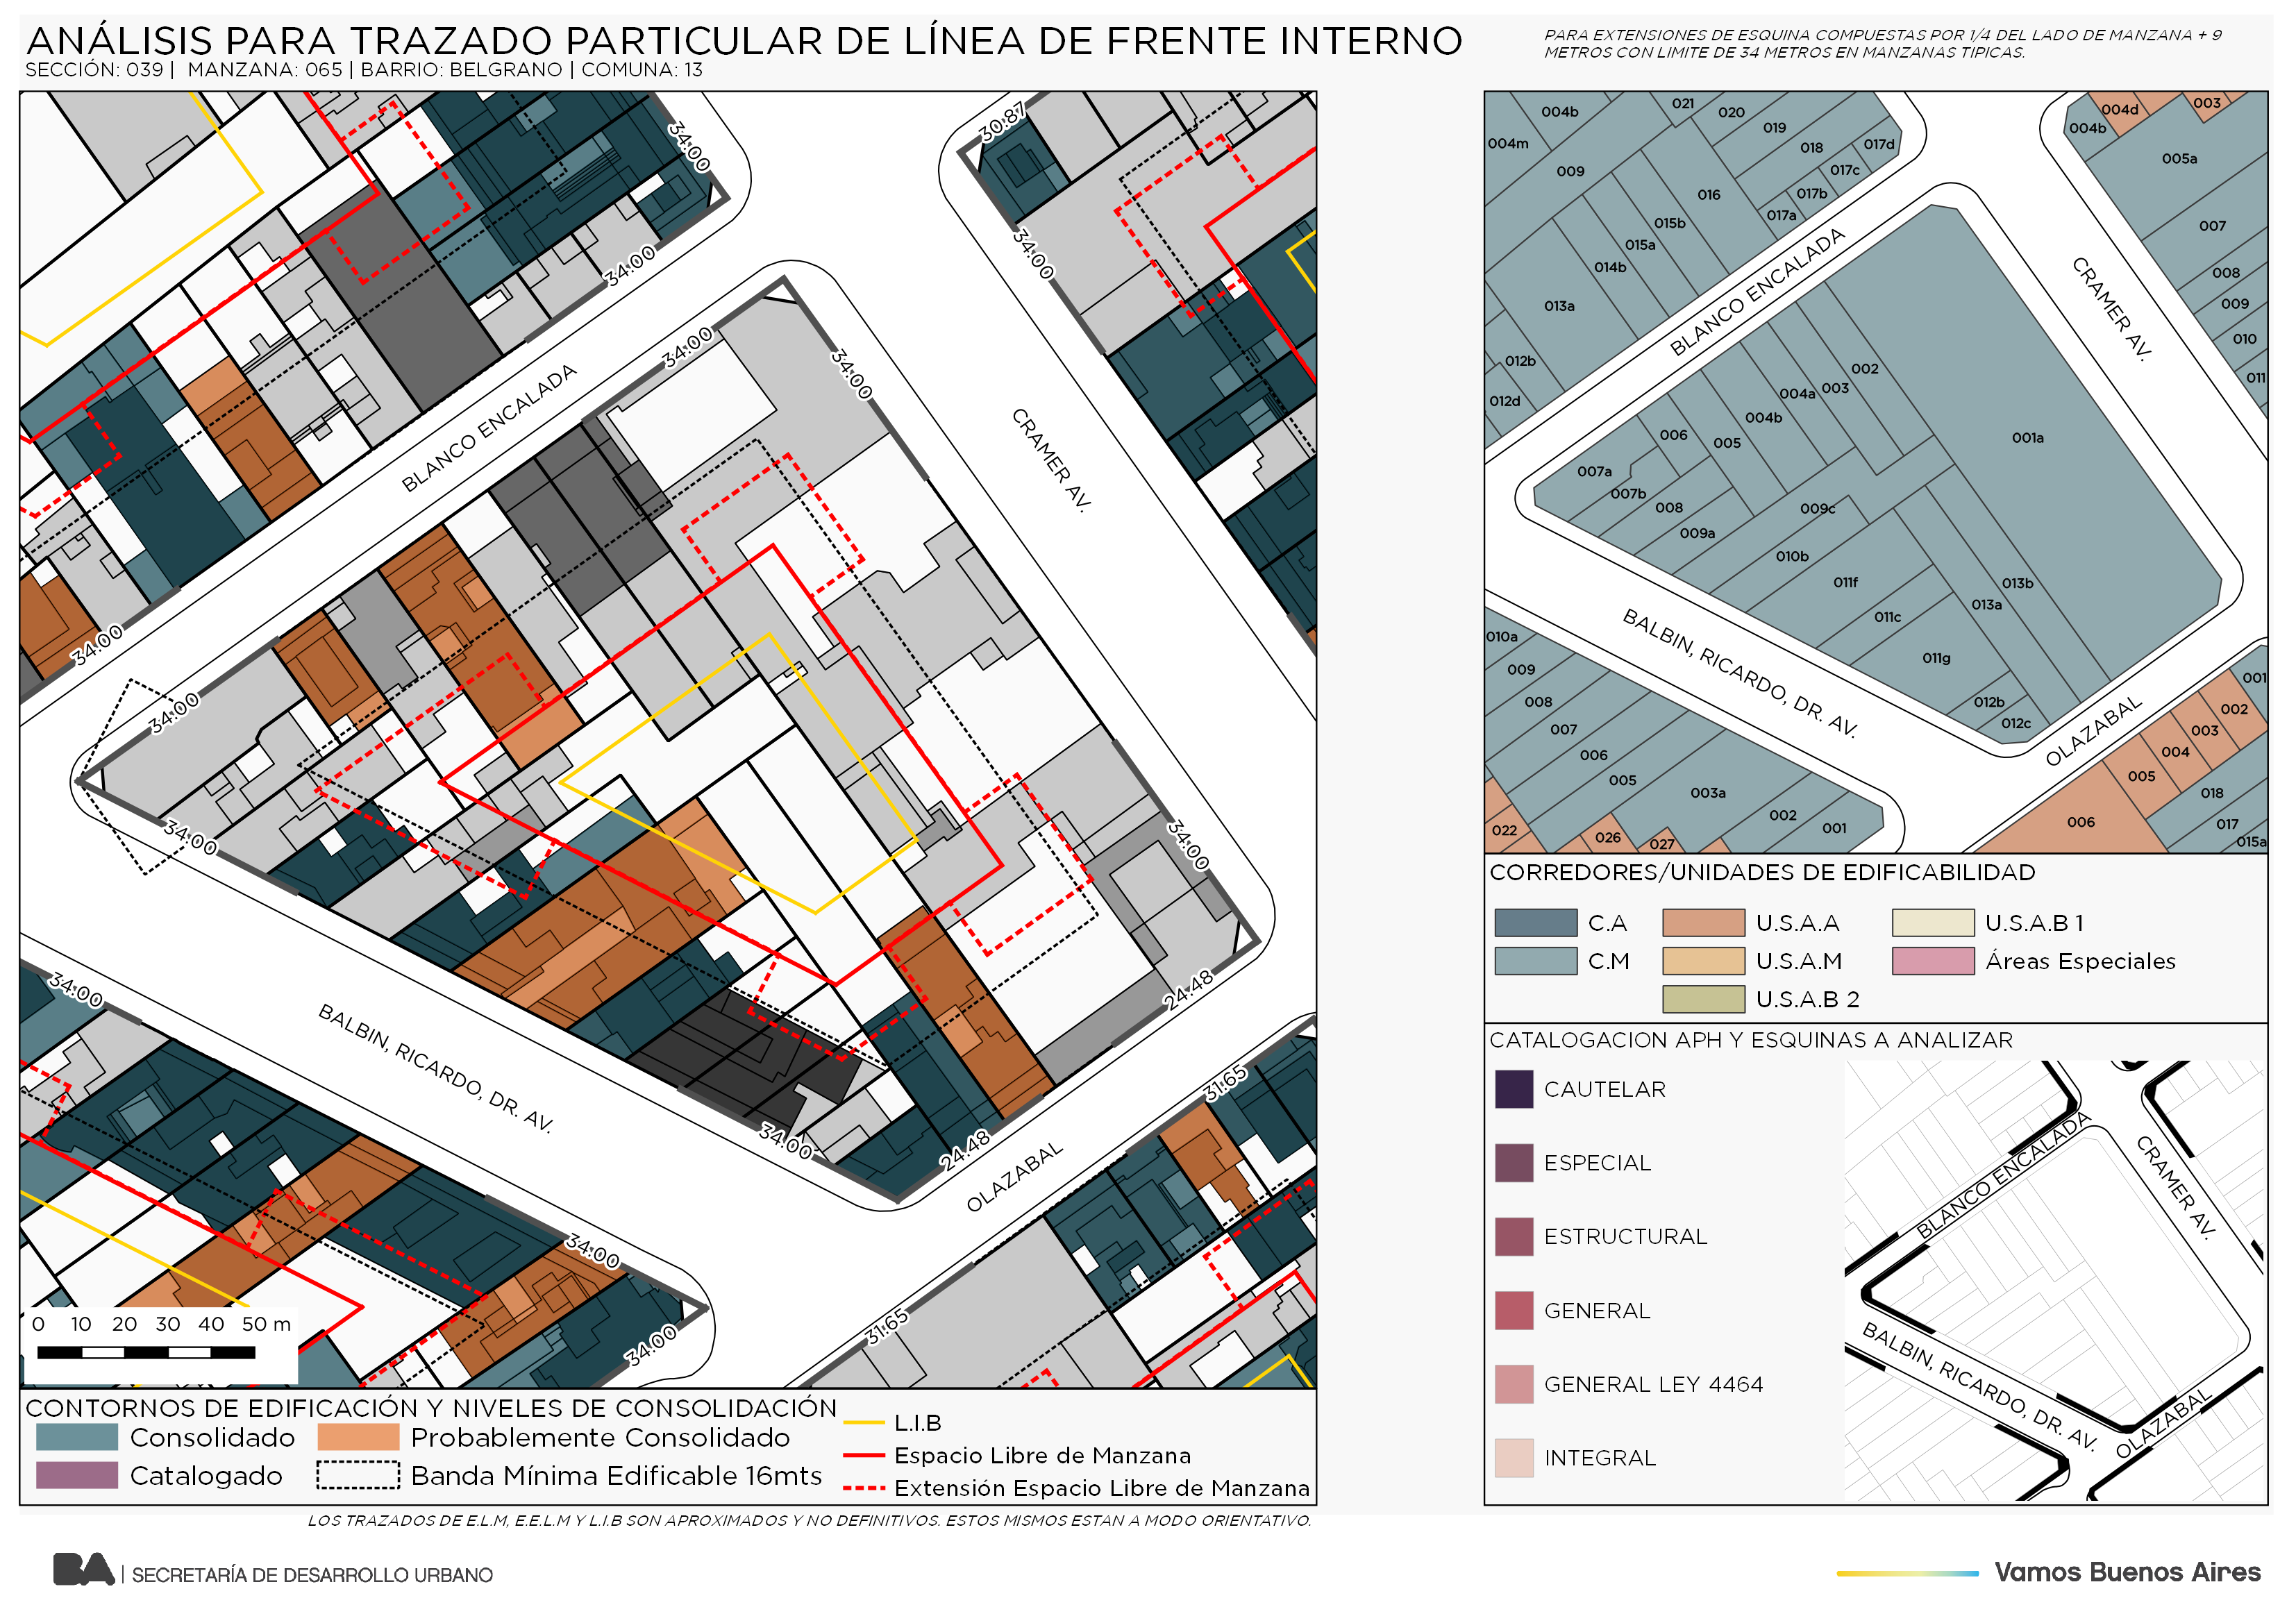 ANÁLISIS PARA TRAZADO PARTICULAR DE LÍNEA DE FRENTE INTERNO
SECCIÓN: 039 | MANZANA: 065 | BARRIO: BELGRANO | COMUNA: 13
PARA EXTENSIONES DE ESQUINA COMPUESTAS POR 1/4 DEL LADO DE MANZANA + 9
METROS CON LIMITE DE 34 METROS EN MANZANAS TIPICAS.
34.00
30.87
34.00
34.00
34.00
34.00
BLANCO ENCALADA
CRAMER AV.
34.00
34.00
34.00
34.00
34.00
BALBIN, RICARDO, DR. AV.
24.48
34.00
24.48
31.65
OLAZABAL
34.00
31.65
34.00
0 10 20 30 40 50 m
004b
021
020
019
004m
018
017d
009
017c
016
017b
015b
017a
015a
014b
013a
012b
012d
004d
003
004b
005a
007
008
009
010
011
BLANCO ENCALADA
CRAMER AV.
002
003
004a
004b
001a
006
005
007a
007b
008
009c
009a
010b
011f
013b
013a
011c
011g
012b
012c
BALBIN, RICARDO, DR. AV.
OLAZABAL
010a
009
008
007
006
005
003a
002
001
022
026
027
001
002
003
004
005
018
006
017
015a
CORREDORES/UNIDADES DE EDIFICABILIDAD
C.A
U.S.A.A
U.S.A.B 1
C.M
U.S.A.M
Áreas Especiales
U.S.A.B 2
CATALOGACION APH Y ESQUINAS A ANALIZAR
CAUTELAR
ESPECIAL
ESTRUCTURAL
GENERAL
GENERAL LEY 4464
INTEGRAL
BLANCO ENCALADA
CRAMER AV.
BALBIN, RICARDO, DR. AV.
OLAZABAL
CONTORNOS DE EDIFICACIÓN Y NIVELES DE CONSOLIDACIÓN
Consolidado
Probablemente Consolidado
Catalogado
Banda Mínima Edificable 16mts
L.I.B
Espacio Libre de Manzana
Extensión Espacio Libre de Manzana
LOS TRAZADOS DE E.L.M, E.E.L.M Y L.I.B SON APROXIMADOS Y NO DEFINITIVOS. ESTOS MISMOS ESTAN A MODO ORIENTATIVO.
BA | SECRETARÍA DE DESARROLLO URBANO
Vamos Buenos Aires